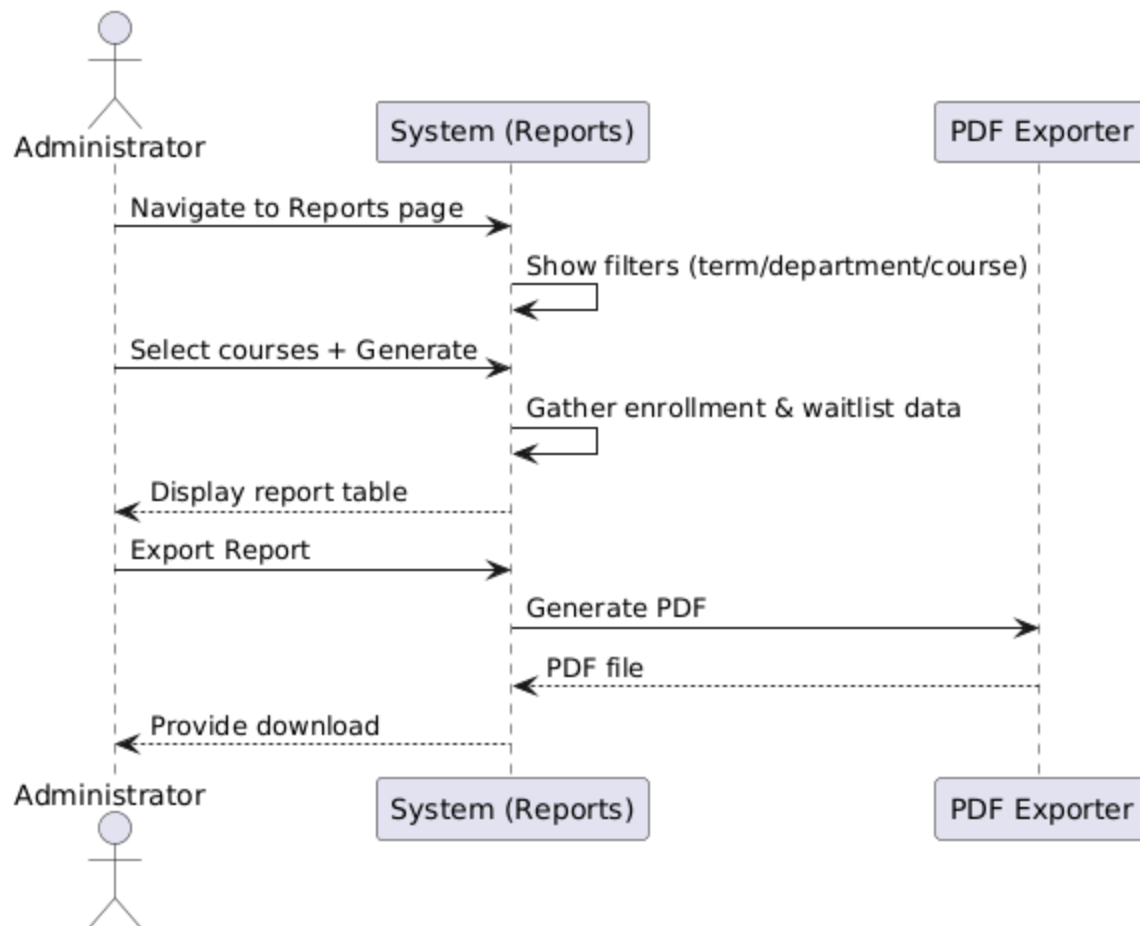 Administrator
System (Reports)
PDF Exporter
Navigate to Reports page
Show filters (term/department/course)
Select courses + Generate
Gather enrollment & waitlist data
Display report table
Export Report
Generate PDF
PDF file
Provide download
Administrator
System (Reports)
PDF Exporter